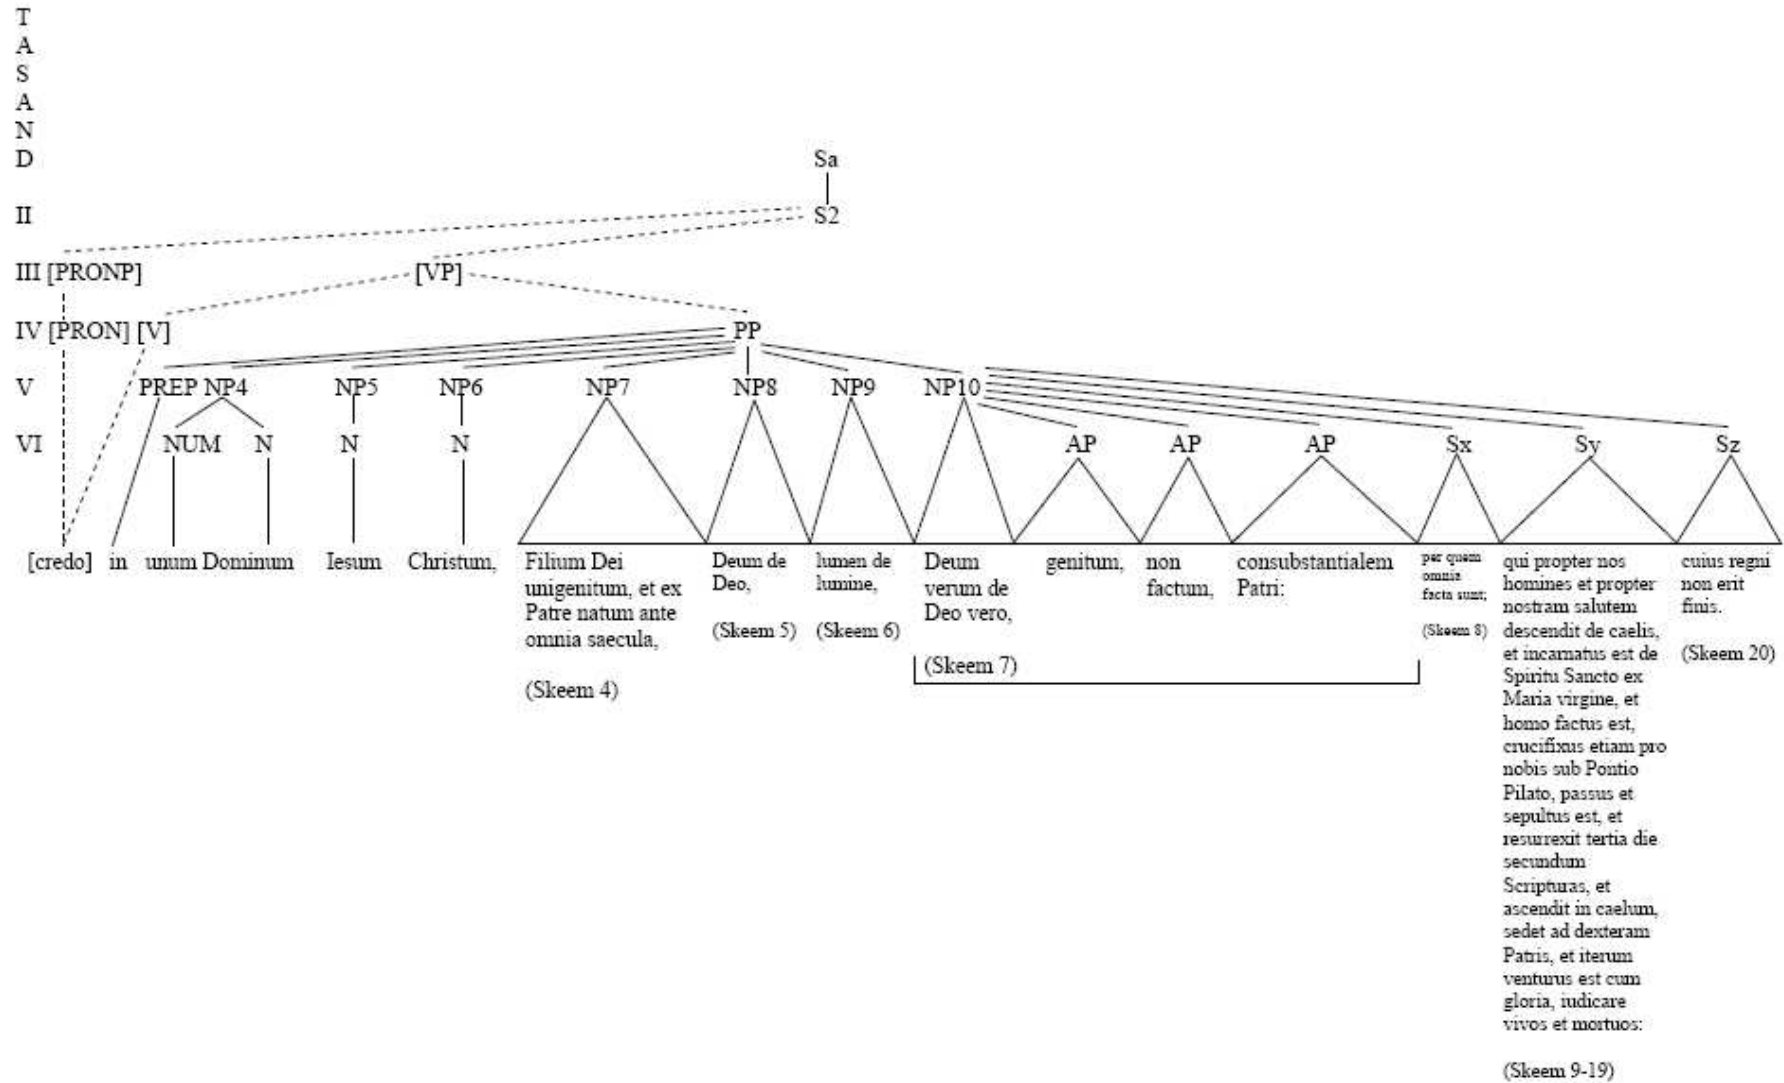 T
A
S
A
N
D Sa
II S2
III [PRONP] [VP]
IV [PRON] [V] PP
V PREP NP4 NP5 NP6 NP7 NP8 NP9 NP10
VI NUM N N N AP AP AP Sx Sy Sz
[credo] in unum Dominum Iesum Christum,
Filium Dei
unigenitum, et ex
Patre natum ante
omnia saecula,
(Skeem 4)
Deum de
Deo,
(Skeem 5)
lumen de
lumine,
(Skeem 6)
Deum
verum de
Deo vero,
(Skeem 7)
genitum,
non
factum,
consubstantialem
Patri:
per quem
omnia
facta sunt;
(Skeem 8)
qui propter nos
homines et propter
nostram salutem
descendit de caelis,
et incarnatus est de
Spiritu Sancto ex
Maria virgine, et
homo factus est,
crucifixus etiam pro
nobis sub Pontio
Pilato, passus et
sepultus est, et
resurrexit tertia die
secundum
Scripturas, et
ascendit in caelum,
sedet ad dexteram
Patris, et iterum
venturus est cum
gloria, iudicare
vivos et mortuos:
(Skeem 9-19)
cuius regni
non erit
finis.
(Skeem 20)